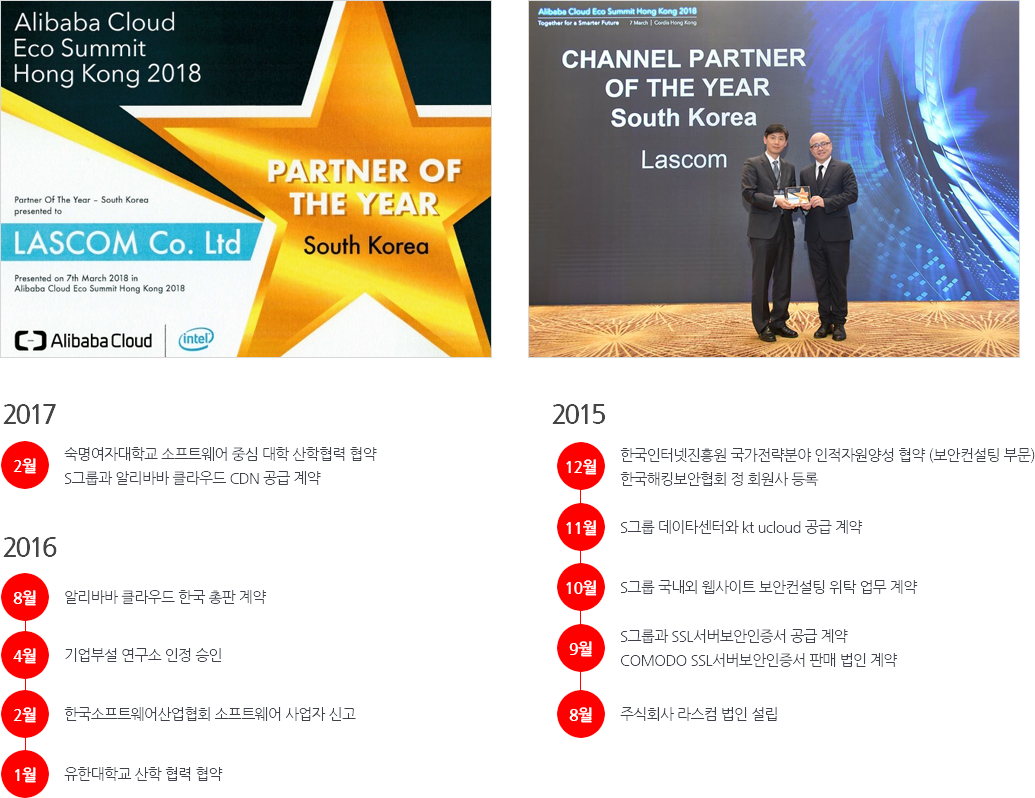 Alibaba Cloud
Eco Summit
Hong Kong 2018
PARTNER OF
THE YEAR
South Korea
Partner Of The Year – South Korea
presented to
LASCOM Co. Ltd
Presented on 7th March 2018 in
Alibaba Cloud Eco Summit Hong Kong 2018
Alibaba Cloud
intel
Alibaba Cloud Eco Summit Hong Kong 2018
Together for a Smarter Future 7 March | Cordis Hong Kong
CHANNEL PARTNER
OF THE YEAR
South Korea
Lascom
2017
2월
숙명여자대학교 소프트웨어 중심 대학 산학협력 협약
S그룹과 알리바바 클라우드 CDN 공급 계약
2016
8월
알리바바 클라우드 한국 총판 계약
4월
기업부설 연구소 인정 승인
2월
한국소프트웨어산업협회 소프트웨어 사업자 신고
1월
유한대학교 산학 협력 협약
2015
12월
한국인터넷진흥원 국가전략분야 인적자원양성 협약 (보안컨설팅 부문)
한국해킹보안협회 정 회원사 등록
11월
S그룹 데이타센터와 kt ucloud 공급 계약
10월
S그룹 국내외 웹사이트 보안컨설팅 위탁 업무 계약
9월
S그룹과 SSL서버보안인증서 공급 계약
COMODO SSL서버보안인증서 판매 법인 계약
8월
주식회사 라스컴 법인 설립